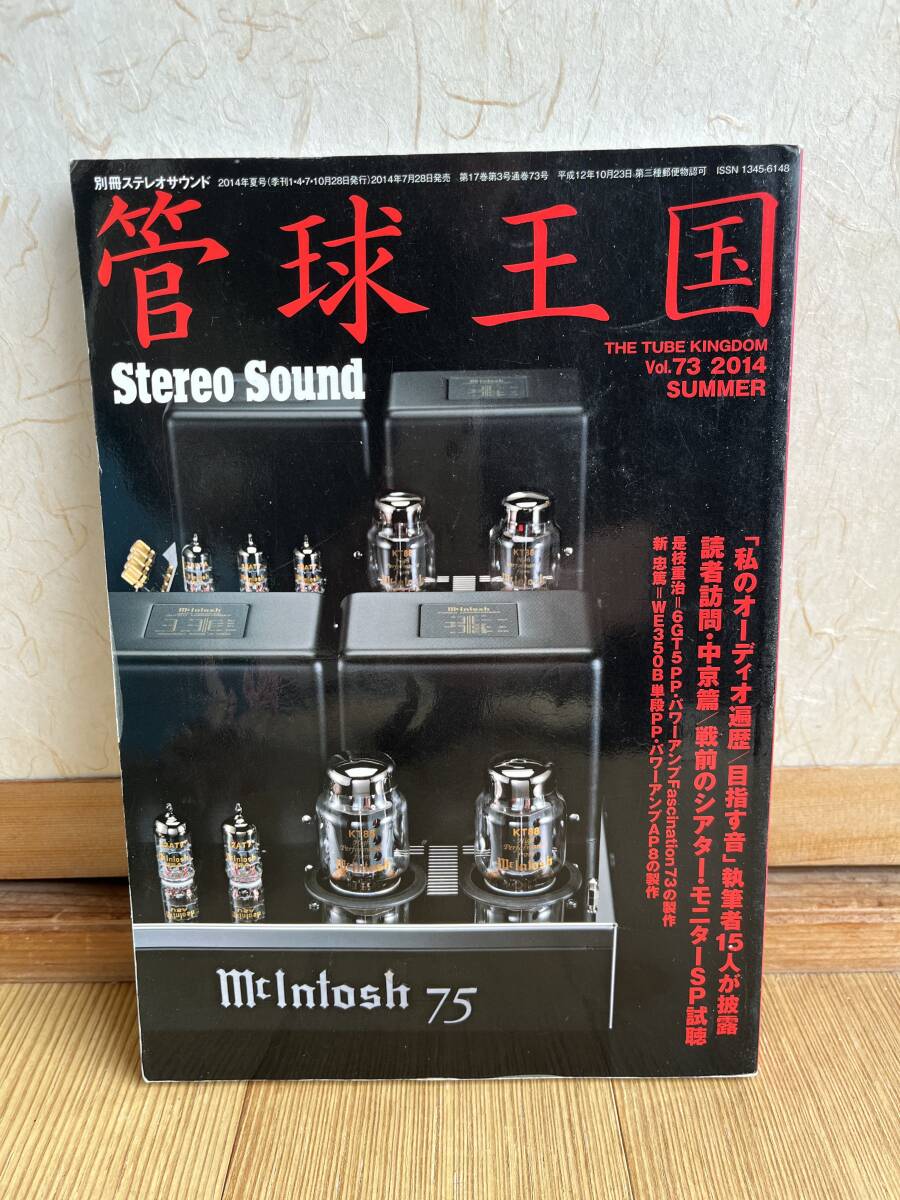 別冊ステレオサウンド 2014年夏号(季刊1・4・7・10月28日発行)2014年7月28日発売 第17巻第3号通巻73号 平成12年10月23日 第三種郵便物認可 ISSN 1345-6148
管球王国
THE TUBE KINGDOM
Vol.73 2014
SUMMER
Stereo Sound
「私のオーディオ遍歴/目指す音」執筆者15人が披露
読者訪問・中京篇/戦前のシアター・モニターSP試聴
是枝重治=6GT5PP・パワーアンプFascination73の製作
新 忠篤=WE350B単段PP・パワーアンプAP8の製作
KT88
KT88
McIntosh
KT88
KT88
McIntosh
McIntosh
McIntosh 75